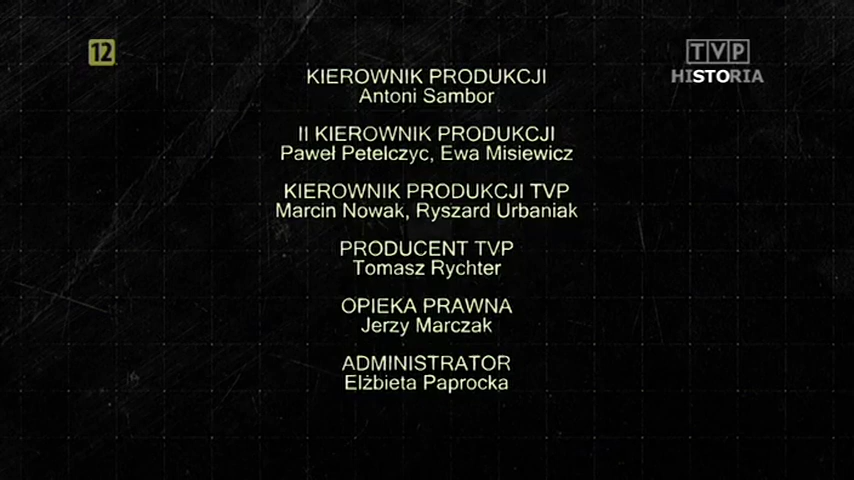 12
TVP
HISTORIA
KIEROWNIK PRODUKCJI
Antoni Sambor
II KIEROWNIK PRODUKCJI
Paweł Petelczyc, Ewa Misiewicz
KIEROWNIK PRODUKCJI TVP
Marcin Nowak, Ryszard Urbaniak
PRODUCENT TVP
Tomasz Rychter
OPIEKA PRAWNA
Jerzy Marczak
ADMINISTRATOR
Elżbieta Paprocka